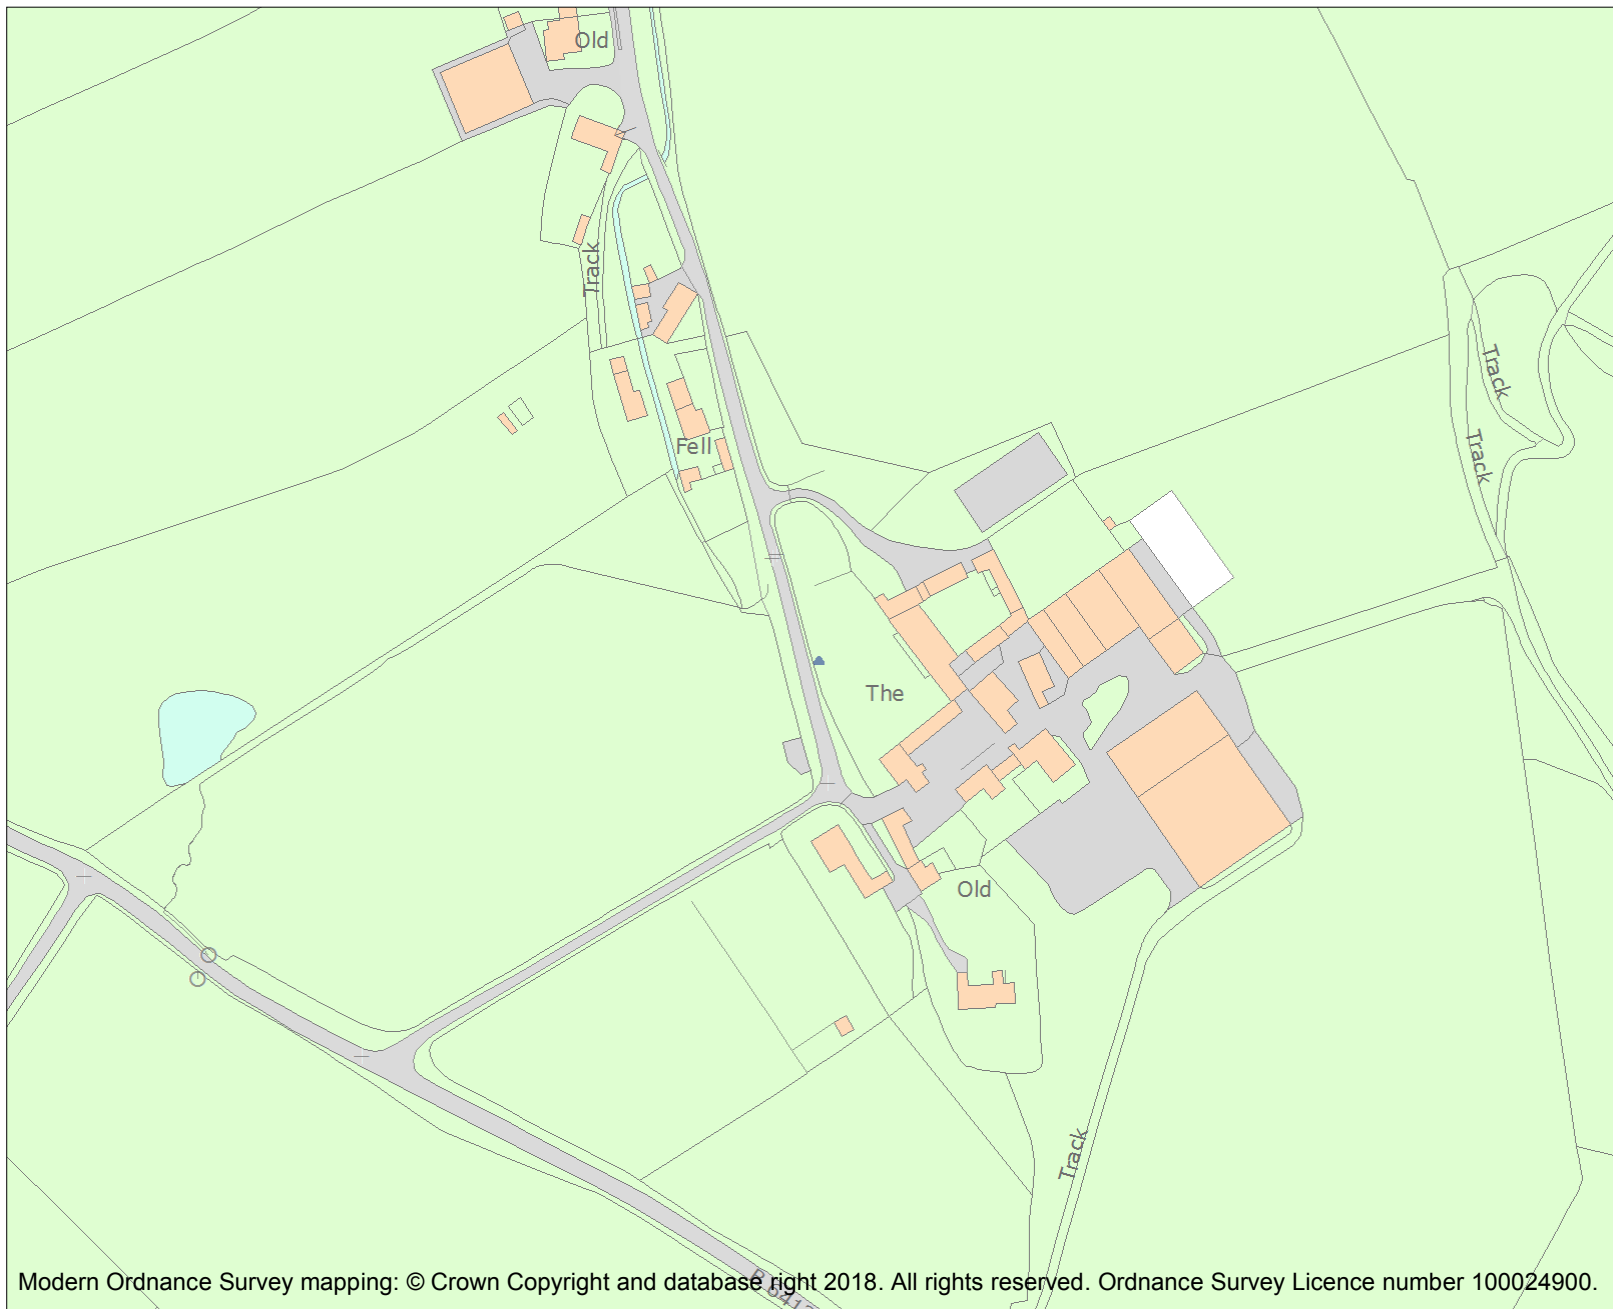 Old
Track
Track
Fell
Track
The
Old
Track
Modern Ordnance Survey mapping: © Crown Copyright and database right 2018. All rights reserved. Ordnance Survey Licence number 100024900.